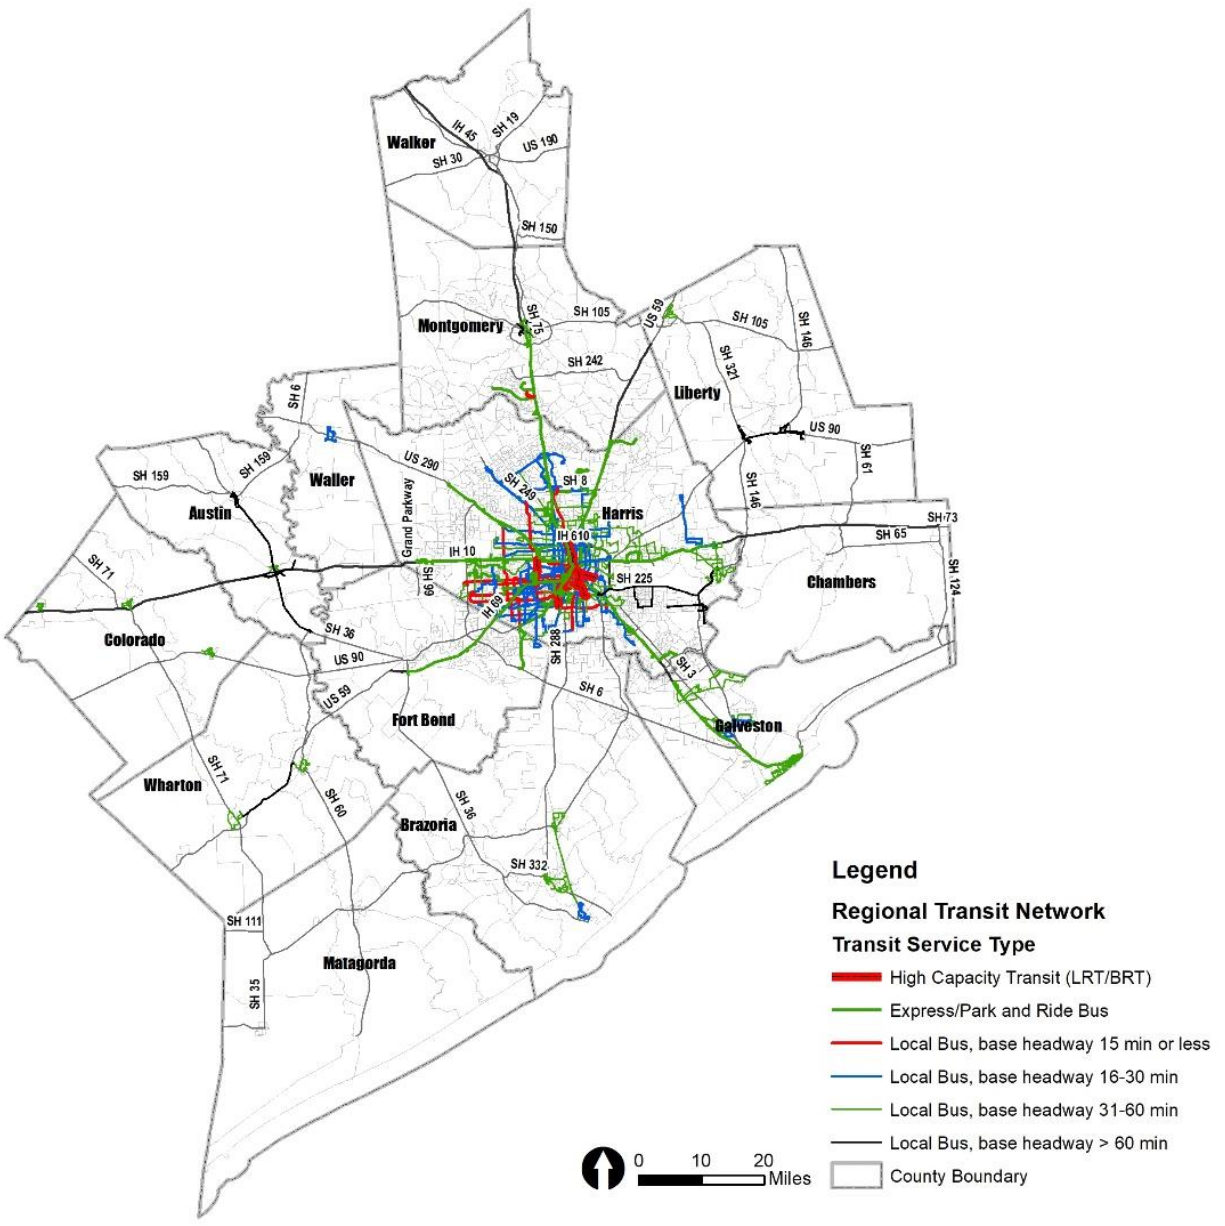 IH 45
SH 19
Walker
US 190
SH 30
SH 150
US 59
SH 75
SH 105
SH 105
SH 146
Montgomery
SH 242
SH 321
SH 6
Liberty
US 90
SH 159
SH 159
US 290
SH 61
Waller
SH 249
SH 8
SH 146
Austin
Grand Parkway
Harris
SH 73
IH 610
SH 65
IH 10
SH 71
SH 99
SH 225
Chambers
SH 124
IH 69
Colorado
SH 36
SH 288
US 90
SH 3
US 59
SH 6
Fort Bend
Galveston
SH 71
Wharton
SH 60
SH 36
Brazoria
SH 332
SH 111
Matagorda
SH 35
Legend
Regional Transit Network
Transit Service Type
High Capacity Transit (LRT/BRT)
Express/Park and Ride Bus
Local Bus, base headway 15 min or less
Local Bus, base headway 16-30 min
Local Bus, base headway 31-60 min
Local Bus, base headway > 60 min
County Boundary
0 10 20
Miles